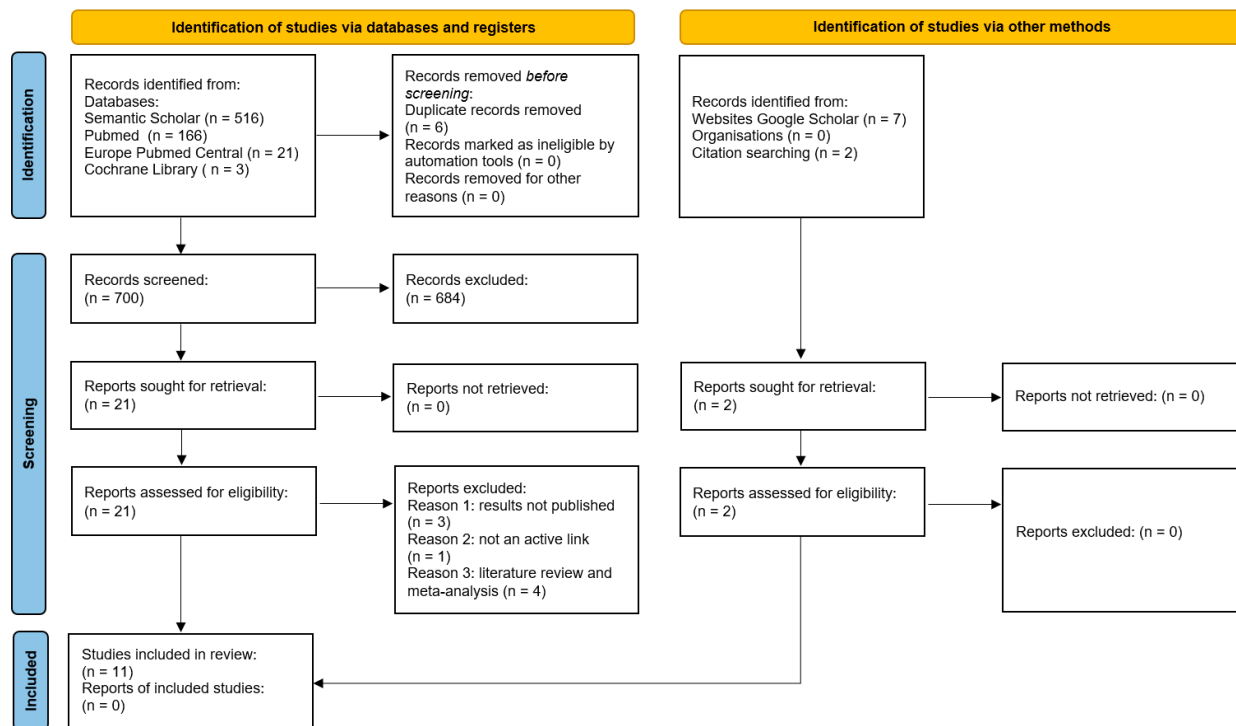 Identification of studies via databases and registers
Identification of studies via other methods
Identification
Records identified from:
Databases:
Semantic Scholar (n = 516)
Pubmed (n = 166)
Europe Pubmed Central (n = 21)
Cochrane Library ( n = 3)
Records removed before
screening:
Duplicate records removed
(n = 6)
Records marked as ineligible by
automation tools (n = 0)
Records removed for other
reasons (n = 0)
Records identified from:
Websites Google Scholar (n = 7)
Organisations (n = 0)
Citation searching (n = 2)
Screening
Records screened:
(n = 700)
Records excluded:
(n = 684)
Reports sought for retrieval:
(n = 21)
Reports not retrieved:
(n = 0)
Reports sought for retrieval:
(n = 2)
Reports not retrieved: (n = 0)
Reports assessed for eligibility:
(n = 21)
Reports excluded:
Reason 1: results not published
(n = 3)
Reason 2: not an active link
(n = 1)
Reason 3: literature review and
meta-analysis (n = 4)
Reports assessed for eligibility:
(n = 2)
Reports excluded: (n = 0)
Included
Studies included in review:
(n = 11)
Reports of included studies:
(n = 0)